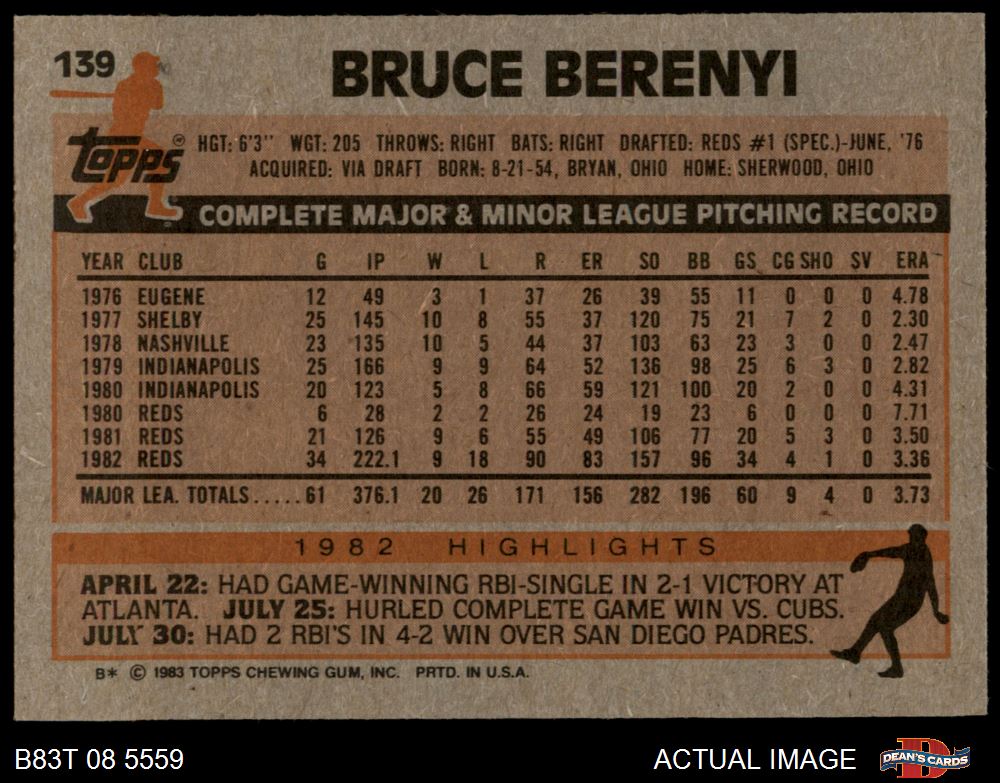 139
BRUCE BERENYI
topps
HGT: 6'3" WGT: 205 THROWS: RIGHT BATS: RIGHT DRAFTED: REDS #1 (SPEC.)-JUNE, '76
ACQUIRED: VIA DRAFT BORN: 8-21-54, BRYAN, OHIO HOME: SHERWOOD, OHIO
COMPLETE MAJOR & MINOR LEAGUE PITCHING RECORD
YEAR CLUB G IP W L R ER SO BB GS CG SHO SV ERA
1976 EUGENE 12 49 3 1 37 26 39 55 11 0 0 0 4.78
1977 SHELBY 25 145 10 8 55 37 120 75 21 7 2 0 2.30
1978 NASHVILLE 23 135 10 5 44 37 103 63 23 3 0 0 2.47
1979 INDIANAPOLIS 25 166 9 9 64 52 136 98 25 6 3 0 2.82
1980 INDIANAPOLIS 20 123 5 8 66 59 121 100 20 2 0 0 4.31
1980 REDS 6 28 2 2 26 24 19 23 6 0 0 0 7.71
1981 REDS 21 126 9 6 55 49 106 77 20 5 3 0 3.50
1982 REDS 34 222.1 9 18 90 83 157 96 34 4 1 0 3.36
MAJOR LEA. TOTALS.....61 376.1 20 26 171 156 282 196 60 9 4 0 3.73
1982 HIGHLIGHTS
APRIL 22: HAD GAME-WINNING RBI-SINGLE IN 2-1 VICTORY AT
ATLANTA. JULY 25: HURLED COMPLETE GAME WIN VS. CUBS.
JULY 30: HAD 2 RBI'S IN 4-2 WIN OVER SAN DIEGO PADRES.
B* © 1983 TOPPS CHEWING GUM, INC. PRTD. IN U.S.A.
B83T 08 5559
ACTUAL IMAGE
DEAN'S CARDS